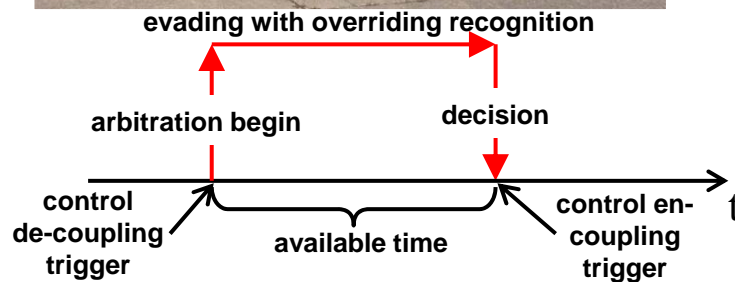 evading with overriding recognition
arbitration begin
decision
control
de-coupling
trigger
available time
control en-
coupling
trigger
t